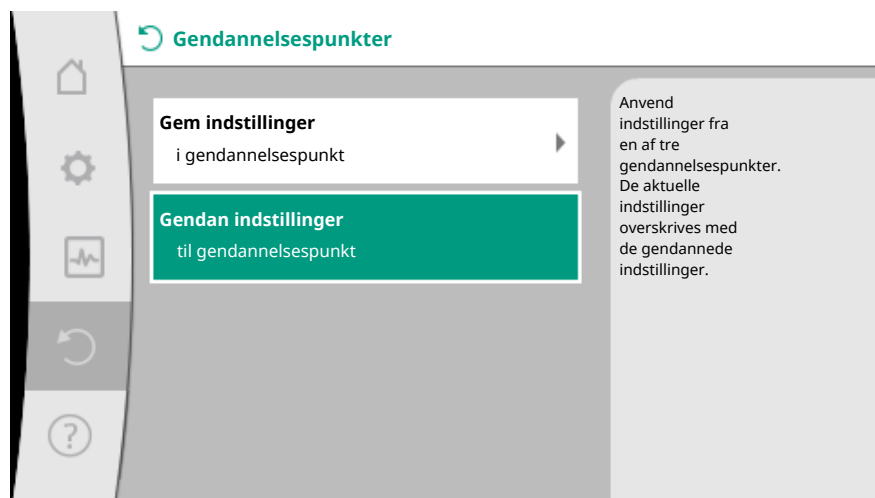 Gendannelsespunkter
Gem indstillinger
i gendannelsespunkt
Gendan indstillinger
til gendannelsespunkt
Anvend
indstillinger fra
en af tre
gendannelsespunkter.
De aktuelle
indstillinger
overskrives med
de gendannede
indstillinger.
?